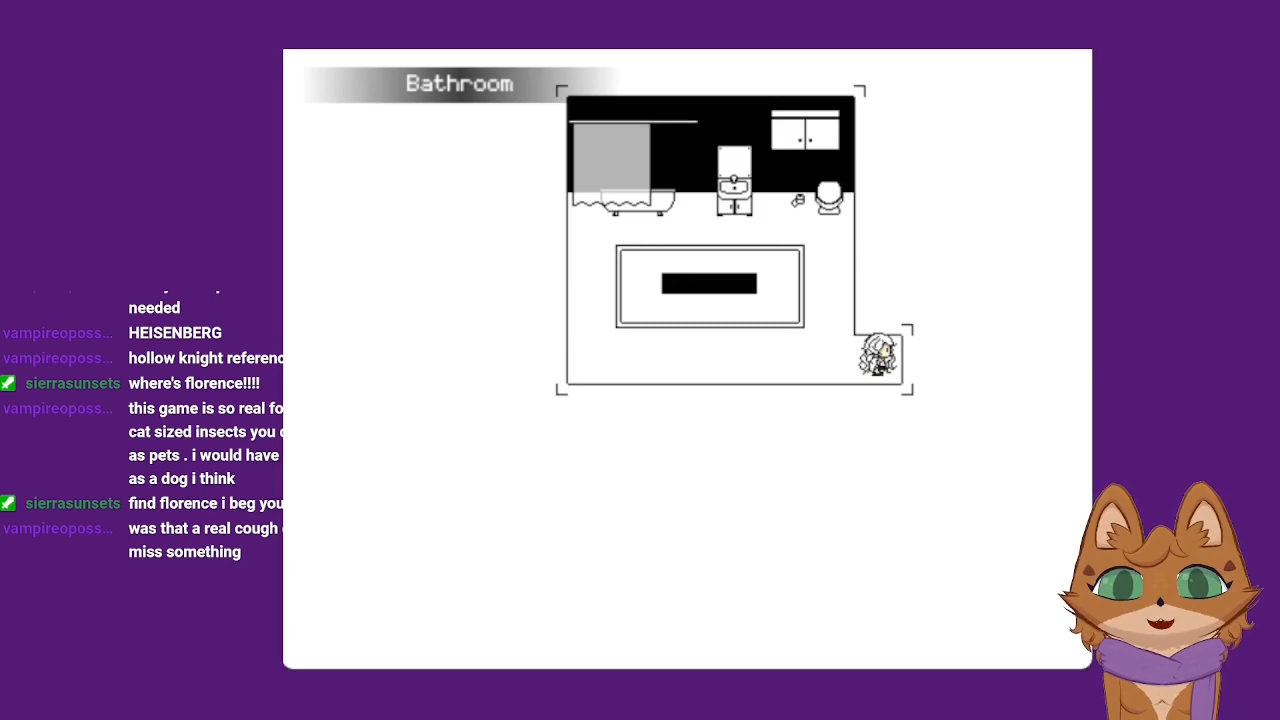 Bathroom
needed
vampireoposs... HEISENBERG
vampireoposs... hollow knight
sierrasunsets where's florence!!!!
vampireoposs... this game is so real fo
cat sized insects you
as pets . i would have
as a dog i think
sierrasunsets find florence i beg you
vampireoposs... was that a real cough
miss something